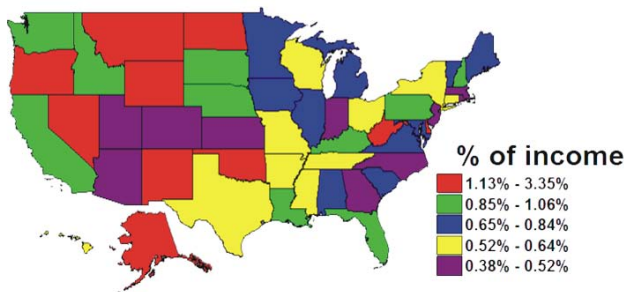 % of income
1.13% - 3.35%
0.85% - 1.06%
0.65% - 0.84%
0.52% - 0.64%
0.38% - 0.52%